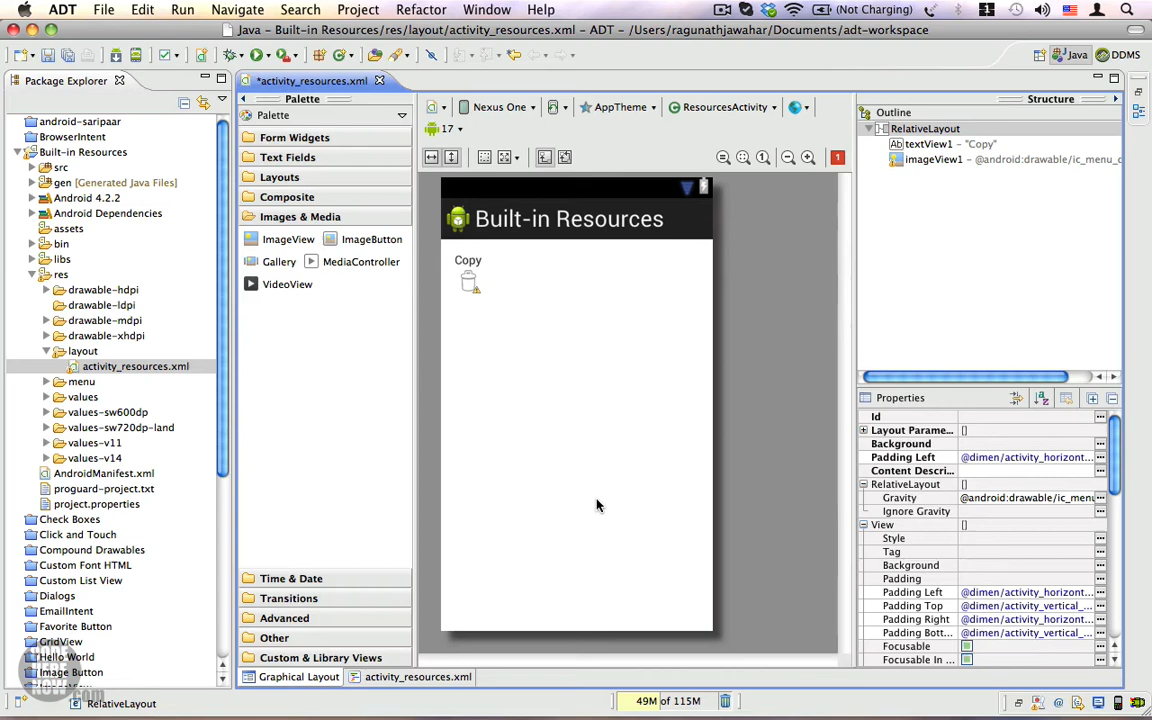 ADT File Edit Run Navigate Search Project Refactor Window Help (Not Charging) 1
Java – Built-in Resources/res/layout/activity_resources.xml – ADT – /Users/ragunathjawahar/Documents/adt-workspace
Java DDMS
Package Explorer
*activity_resources.xml
Palette
Structure
Palette
Nexus One AppTheme ResourcesActivity
17
Outline
RelativeLayout
textView1 – "Copy"
imageView1 – @android:drawable/ic_menu_c
android-saripaar
BrowserIntent
Built-in Resources
src
gen [Generated Java Files]
Android 4.2.2
Android Dependencies
assets
bin
libs
res
drawable-hdpi
drawable-ldpi
drawable-mdpi
drawable-xhdpi
layout
activity_resources.xml
menu
values
values-sw600dp
values-sw720dp-land
values-v11
values-v14
AndroidManifest.xml
proguard-project.txt
project.properties
Check Boxes
Click and Touch
Compound Drawables
Custom Font HTML
Custom List View
Dialogs
EmailIntent
Favorite Button
GridView
Hello World
Image Button
Form Widgets
Text Fields
Layouts
Composite
Images & Media
ImageView ImageButton
Gallery MediaController
VideoView
Time & Date
Transitions
Advanced
Other
Custom & Library Views
1
Built-in Resources
Copy
Properties
Id
Layout Parame... []
Background
Padding Left @dimen/activity_horizont...
Content Descri...
RelativeLayout []
Gravity @android:drawable/ic_menu
Ignore Gravity
View []
Style
Tag
Background
Padding
Padding Left @dimen/activity_horizont...
Padding Top @dimen/activity_vertical_...
Padding Right @dimen/activity_horizont...
Padding Bott... @dimen/activity_vertical_...
Focusable
Focusable In
Graphical Layout activity_resources.xml
RelativeLayout
49M of 115M